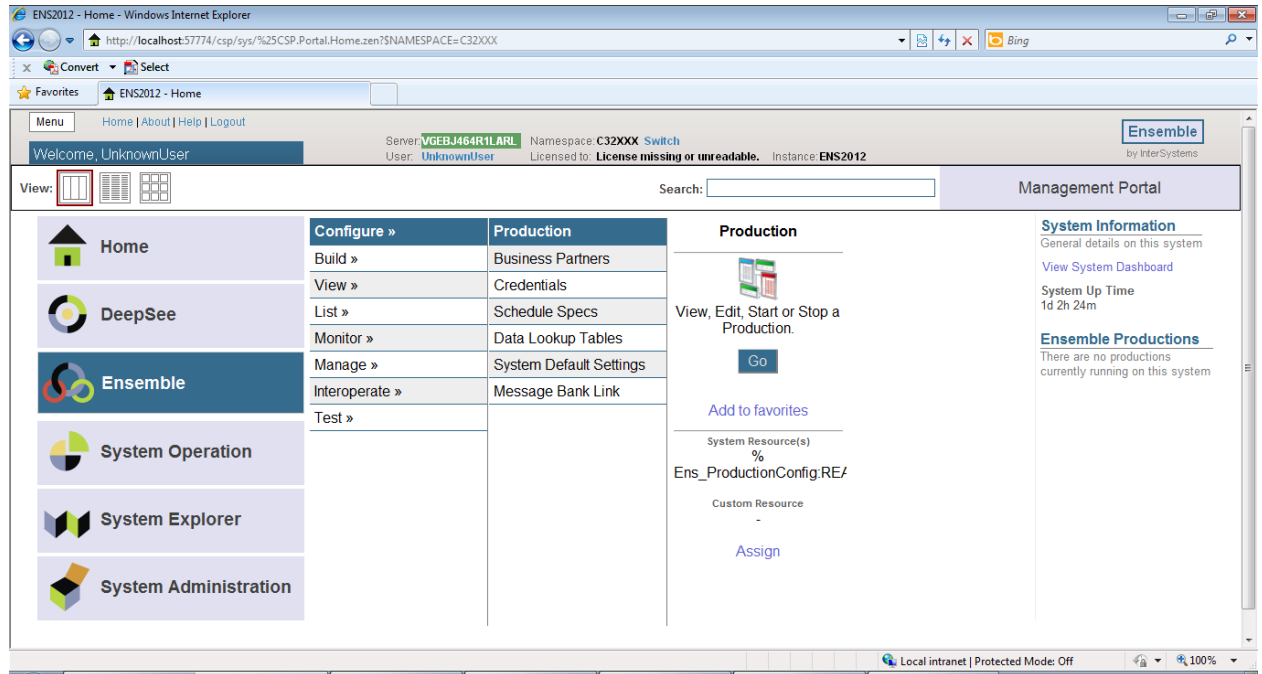 ENS2012 - Home - Windows Internet Explorer
http://localhost:57774/csp/sys/%25CSP.Portal.Home.zen?$NAMESPACE=C32XXX
Bing
x Convert Select
Favorites ENS2012 - Home
Menu Home | About | Help | Logout
Server: VGEBJ464R1LARL Namespace: C32XXX Switch
Ensemble
Welcome, UnknownUser
User: UnknownUser Licensed to: License missing or unreadable. Instance: ENS2012
by InterSystems
View: Search: Management Portal
Home
DeepSee
Ensemble
System Operation
System Explorer
System Administration
Configure »
Build »
View »
List »
Monitor »
Manage »
Interoperate »
Test »
Production
Business Partners
Credentials
Schedule Specs
Data Lookup Tables
System Default Settings
Message Bank Link
Production
View, Edit, Start or Stop a
Production.
Go
Add to favorites
System Resource(s)
%
Ens_ProductionConfig:REA
Custom Resource
-
Assign
System Information
General details on this system
View System Dashboard
System Up Time
1d 2h 24m
Ensemble Productions
There are no productions
currently running on this system
Local intranet | Protected Mode: Off 100%